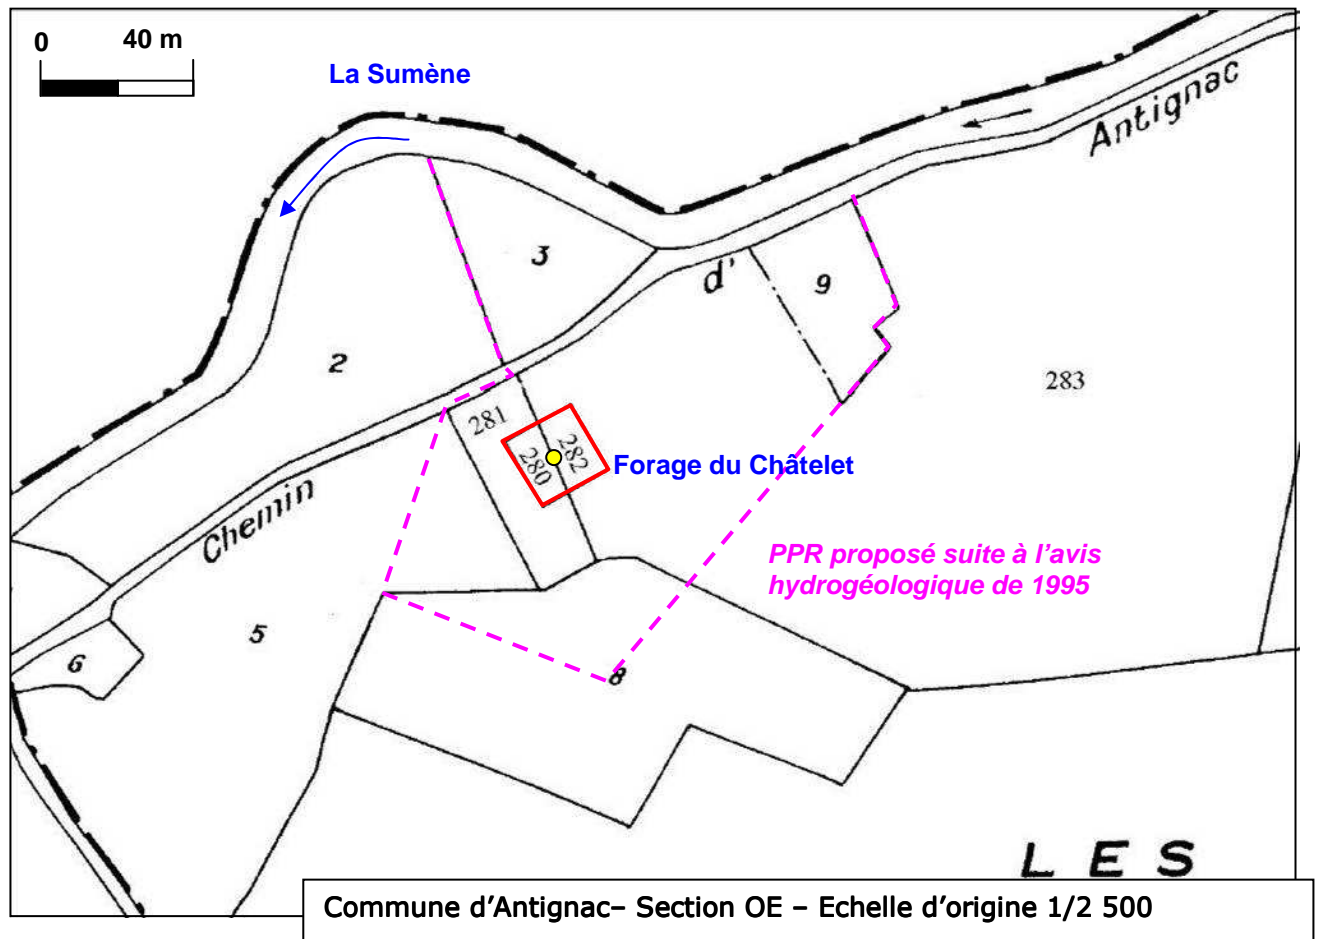 0 40 m
La Sumène
Antignac
3
d'
9
2
283
281
282
280
Forage du Châtelet
Chemin
PPR proposé suite à l'avis
hydrogéologique de 1995
5
6
8
L E S
Commune d'Antignac– Section OE – Echelle d'origine 1/2 500